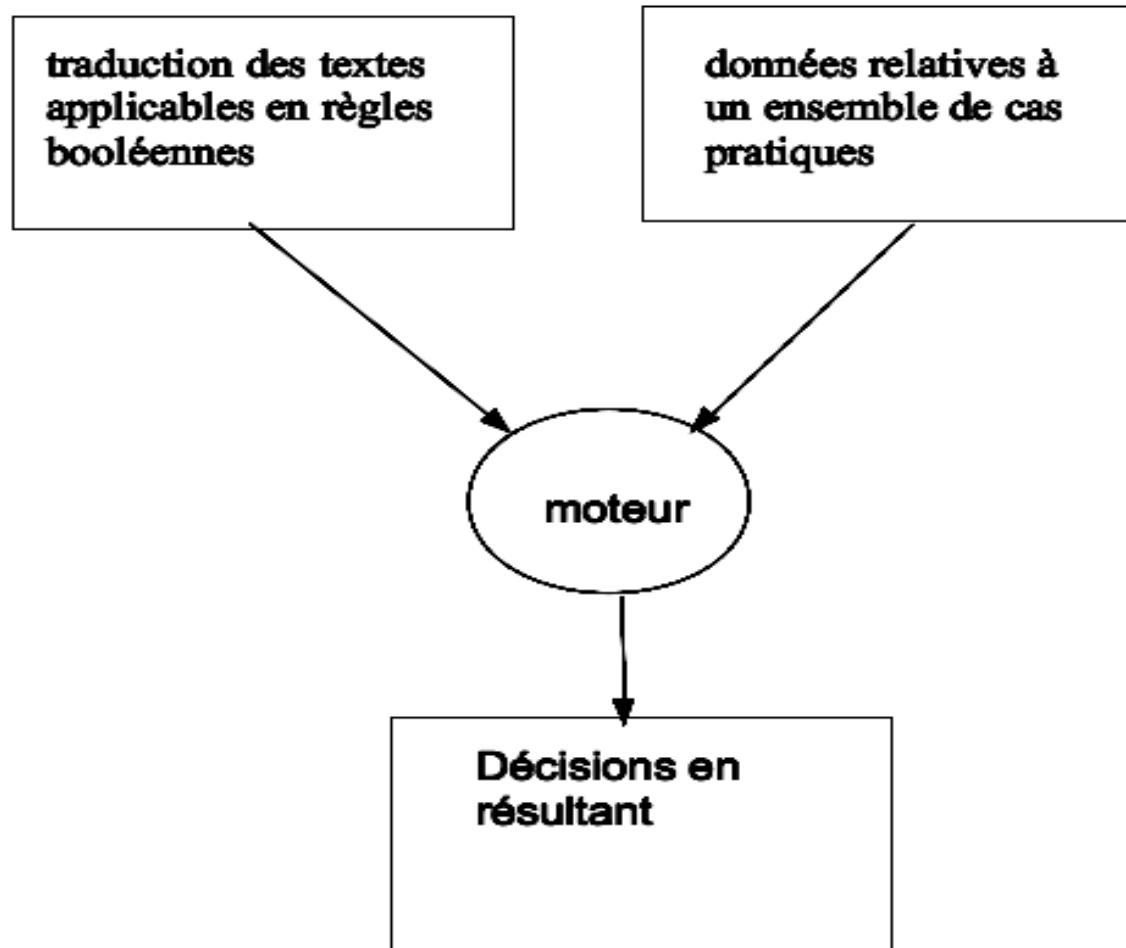 traduction des textes
applicables en règles
booléennes
données relatives à
un ensemble de cas
pratiques
moteur
Décisions en
résultant